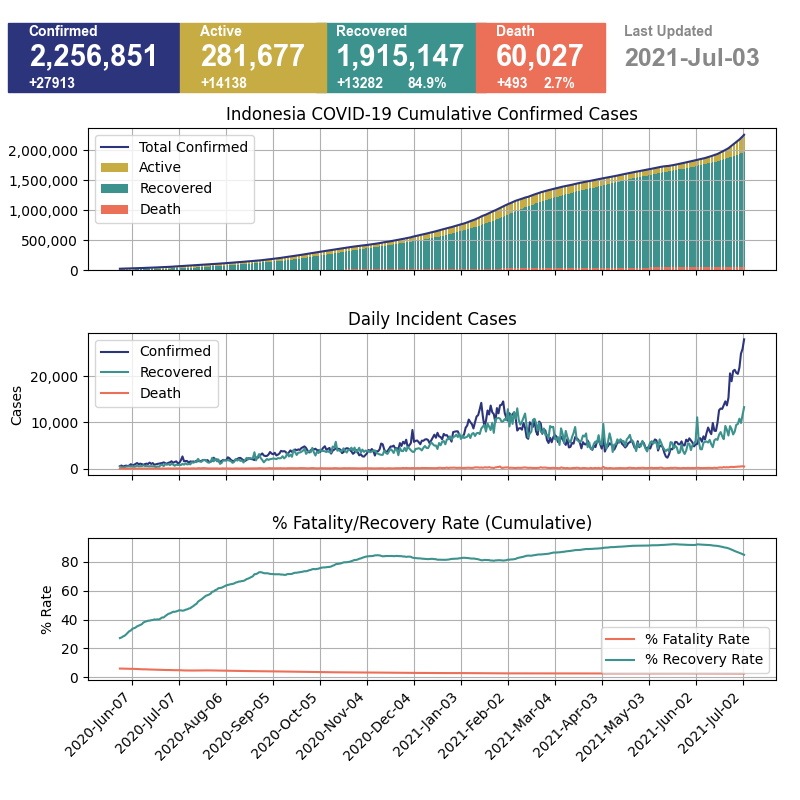 Confirmed
2,256,851
+27913
Active
281,677
+14138
Recovered
1,915,147
+13282 84.9%
Death
60,027
+493 2.7%
Last Updated
2021-Jul-03
Indonesia COVID-19 Cumulative Confirmed Cases
Total Confirmed
Active
Recovered
Death
2,000,000
1,500,000
1,000,000
500,000
0
Daily Incident Cases
Confirmed
Recovered
Death
Cases
20,000
10,000
0
% Fatality/Recovery Rate (Cumulative)
% Rate
80
60
40
20
0
% Fatality Rate
% Recovery Rate
2020-Jun-07
2020-Jul-07
2020-Aug-06
2020-Sep-05
2020-Oct-05
2020-Nov-04
2020-Dec-04
2021-Jan-03
2021-Feb-02
2021-Mar-04
2021-Apr-03
2021-May-03
2021-Jun-02
2021-Jul-02